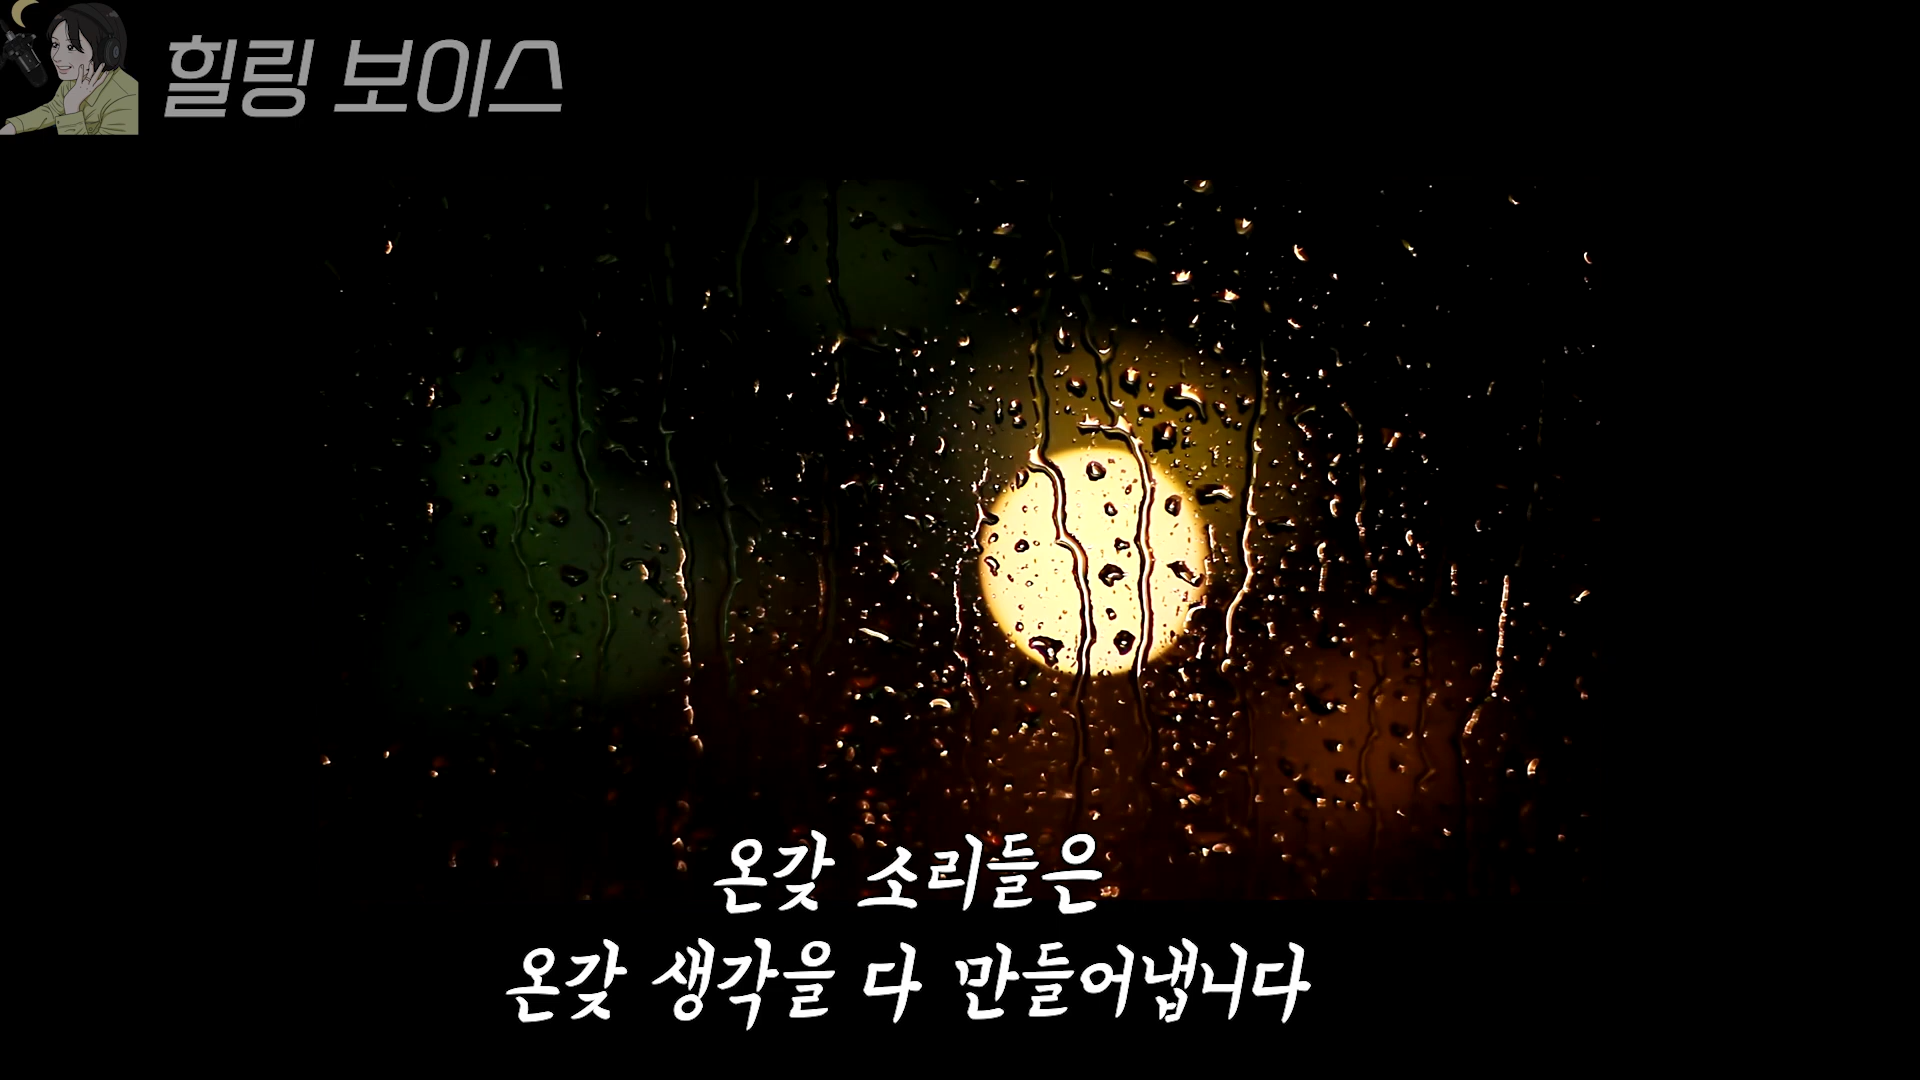 힐링 보이스
온갖 소리들은
온갖 생각을 다 만들어냅니다